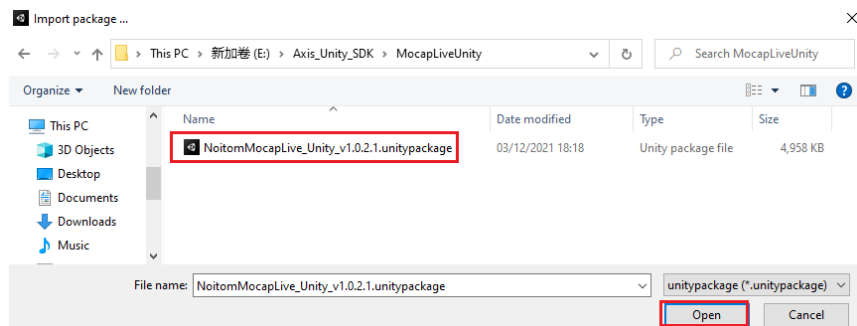 Import package ...
This PC › 新加卷 (E:) › Axis_Unity_SDK › MocapLiveUnity
Search MocapLiveUnity
Organize
New folder
This PC
3D Objects
Desktop
Documents
Downloads
Music
Name Date modified Type Size
NoitomMocapLive_Unity_v1.0.2.1.unitypackage 03/12/2021 18:18 Unity package file 4,958 KB
File name: NoitomMocapLive_Unity_v1.0.2.1.unitypackage unitypackage (*.unitypackage)
Open Cancel